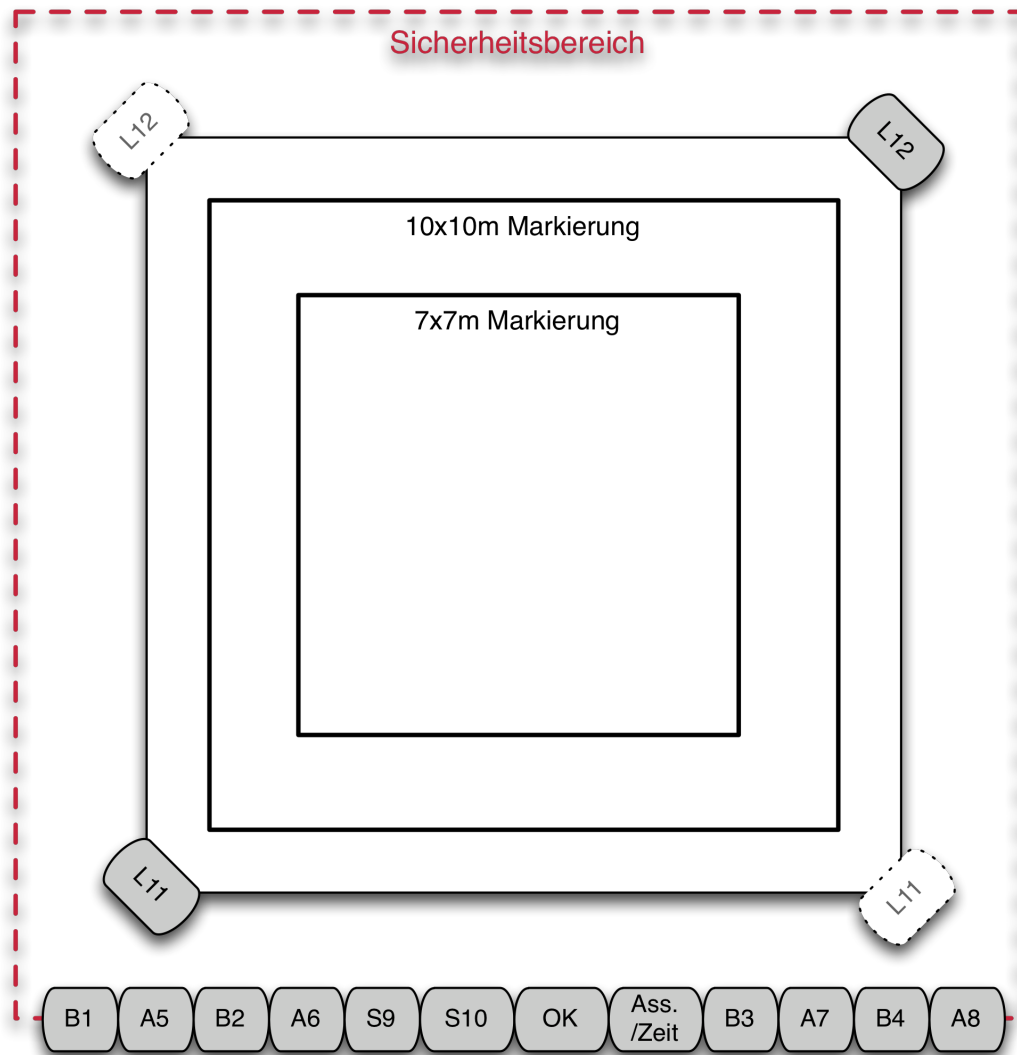 Sicherheitsbereich
L12
L12
10x10m Markierung
7x7m Markierung
L11
L11
B1 A5 B2 A6 S9 S10 OK Ass. B3 A7 B4 A8
/Zeit